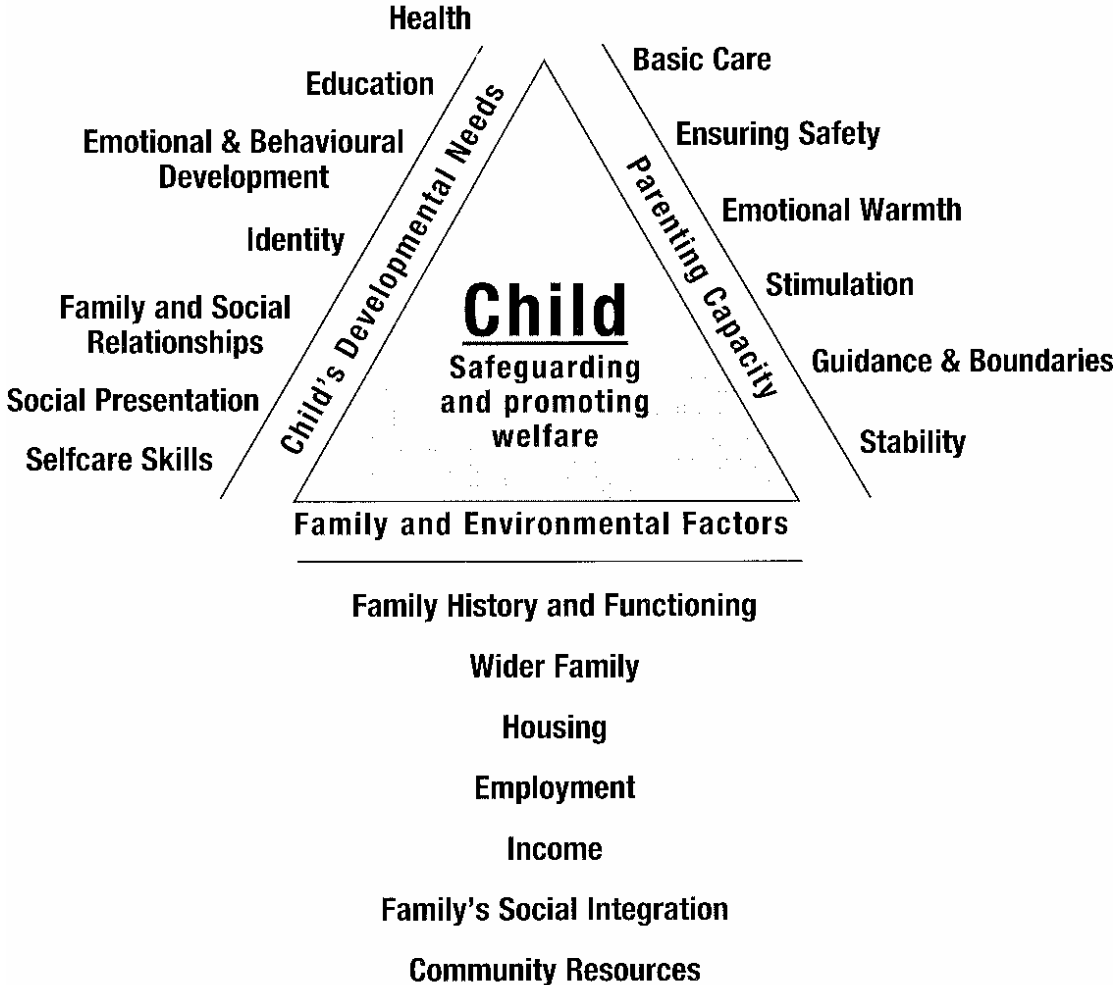 Health
Education
Emotional & Behavioural
Development
Identity
Family and Social
Relationships
Social Presentation
Selfcare Skills
Child's Developmental Needs
Basic Care
Ensuring Safety
Emotional Warmth
Stimulation
Guidance & Boundaries
Stability
Parenting Capacity
Child
Safeguarding
and promoting
welfare
Family and Environmental Factors
Family History and Functioning
Wider Family
Housing
Employment
Income
Family's Social Integration
Community Resources